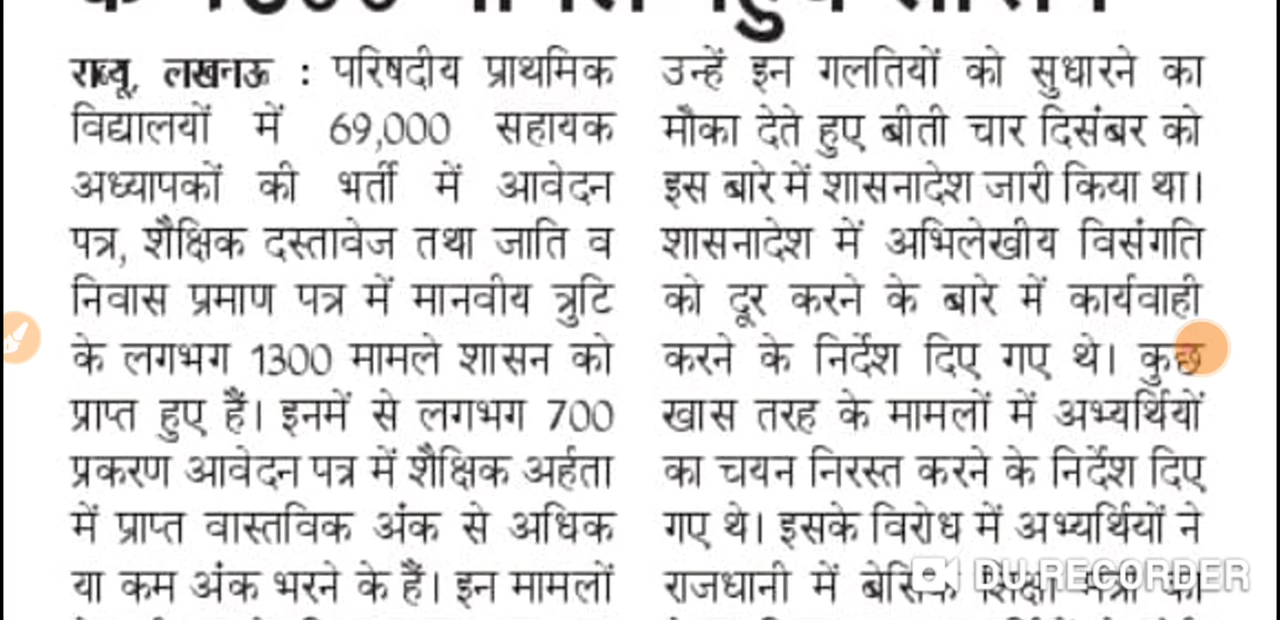 राब्यू, लखनऊ : परिषदीय प्राथमिक
विद्यालयों में 69,000 सहायक
अध्यापकों की भर्ती में आवेदन
पत्र, शैक्षिक दस्तावेज तथा जाति व
निवास प्रमाण पत्र में मानवीय त्रुटि
के लगभग 1300 मामले शासन को
प्राप्त हुए हैं। इनमें से लगभग 700
प्रकरण आवेदन पत्र में शैक्षिक अर्हता
में प्राप्त वास्तविक अंक से अधिक
या कम अंक भरने के हैं। इन मामलों
उन्हें इन गलतियों को सुधारने का
मौका देते हुए बीती चार दिसंबर को
इस बारे में शासनादेश जारी किया था।
शासनादेश में अभिलेखीय विसंगति
को दूर करने के बारे में कार्यवाही
करने के निर्देश दिए गए थे। कुछ
खास तरह के मामलों में अभ्यर्थियों
का चयन निरस्त करने के निर्देश दिए
गए थे। इसके विरोध में अभ्यर्थियों ने
राजधानी में बेसिक शिक्षा मंत्री का
DU RECORDER